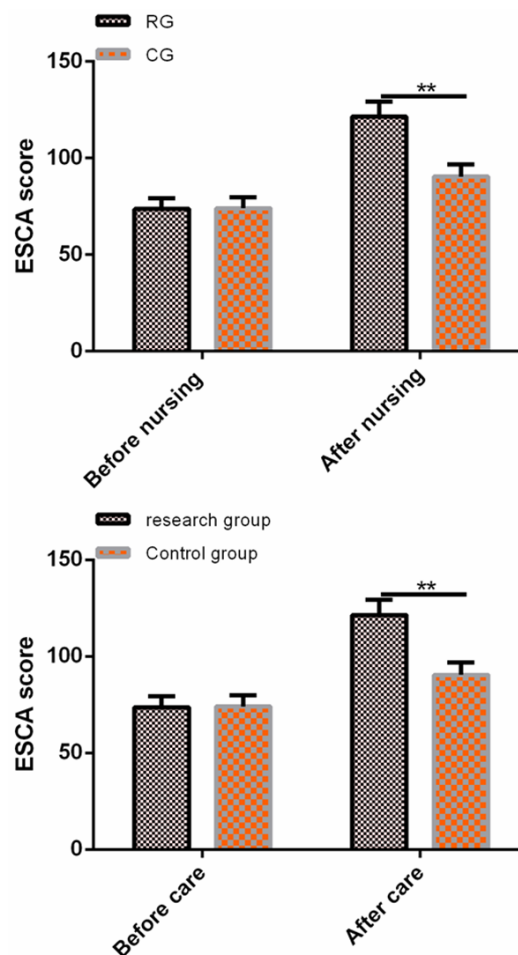 RG
CG
150
**
100
ESCA score
50
0
Before nursing
After nursing
research group
Control group
150
**
100
ESCA score
50
0
Before care
After care